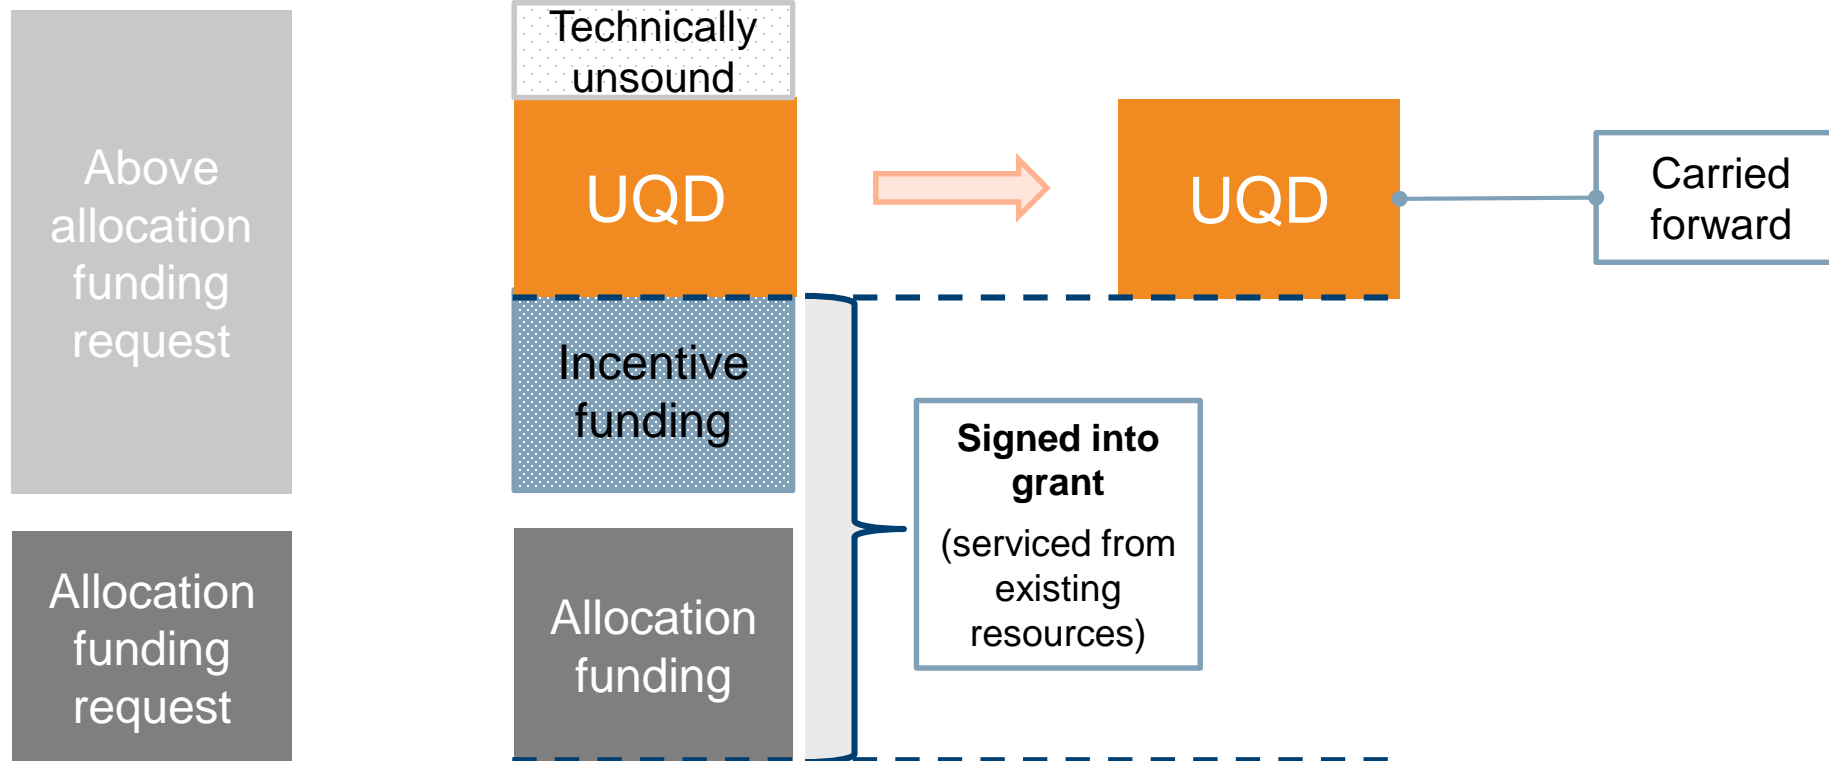 Above
allocation
funding
request
Allocation
funding
request
Technically
unsound
UQD
Incentive
funding
Allocation
funding
Signed into
grant
(serviced from
existing
resources)
UQD
Carried
forward